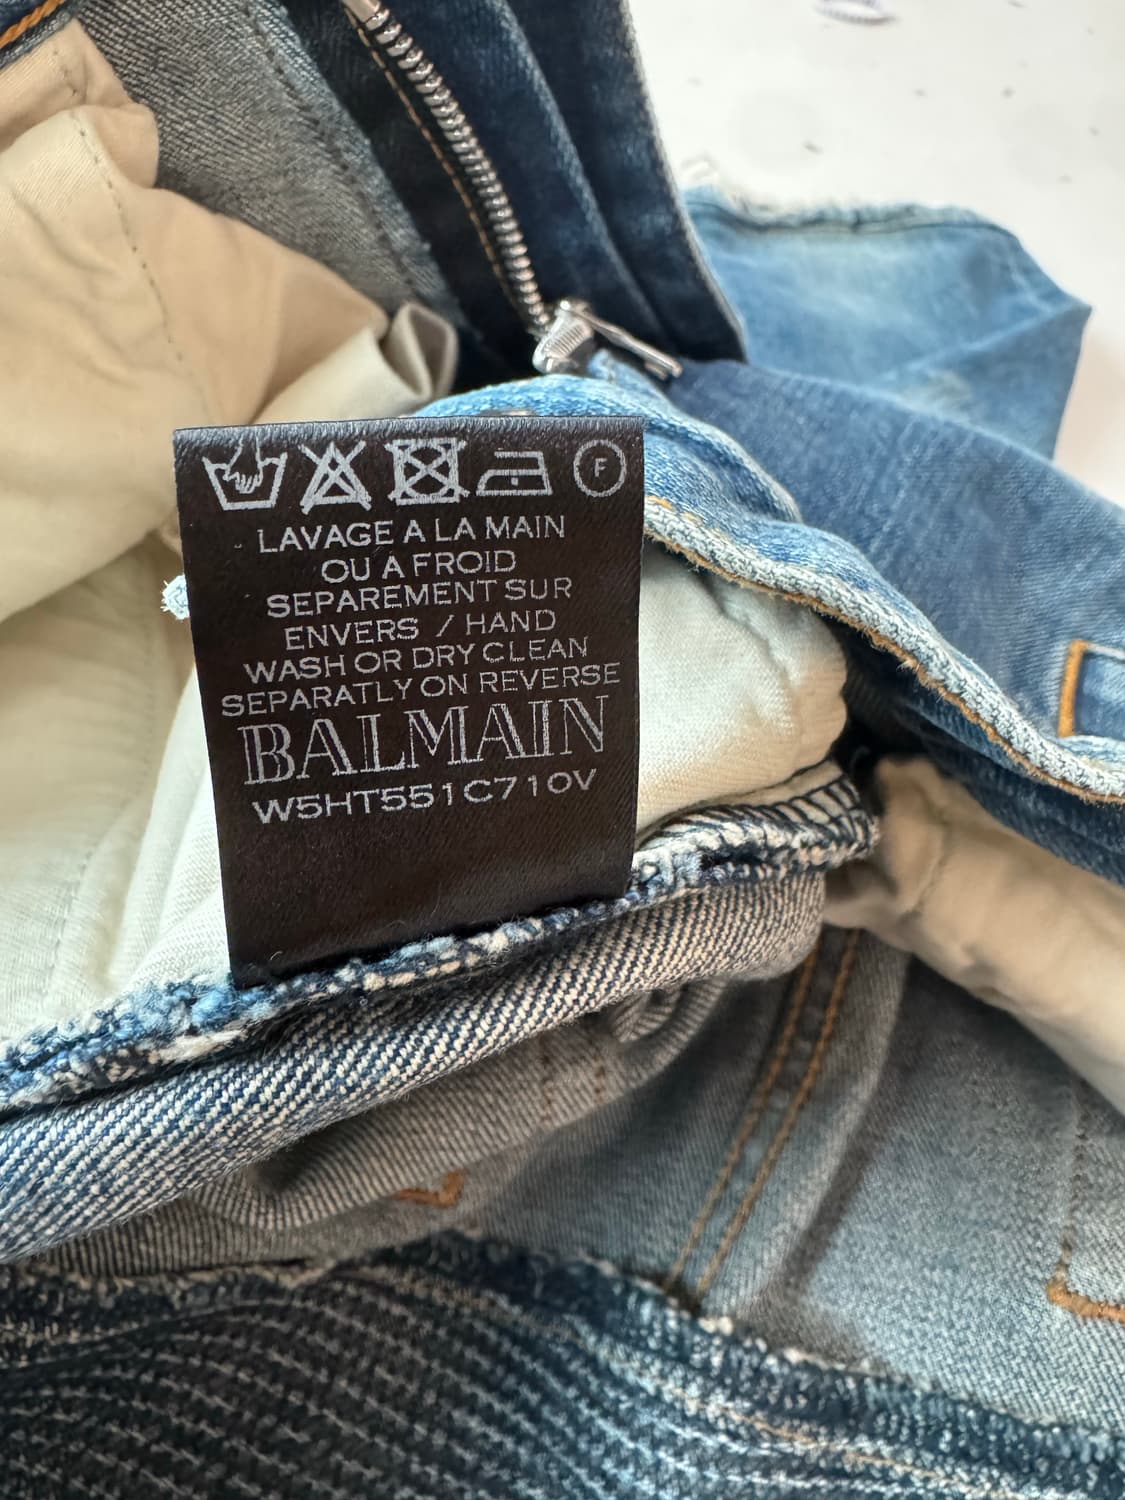 F
LAVAGE A LA MAIN
OU A FROID
SEPAREMENT SUR
ENVERS / HAND
WASH OR DRY CLEAN
SEPARATLY ON REVERSE
BALMAIN
W5HT551C710V